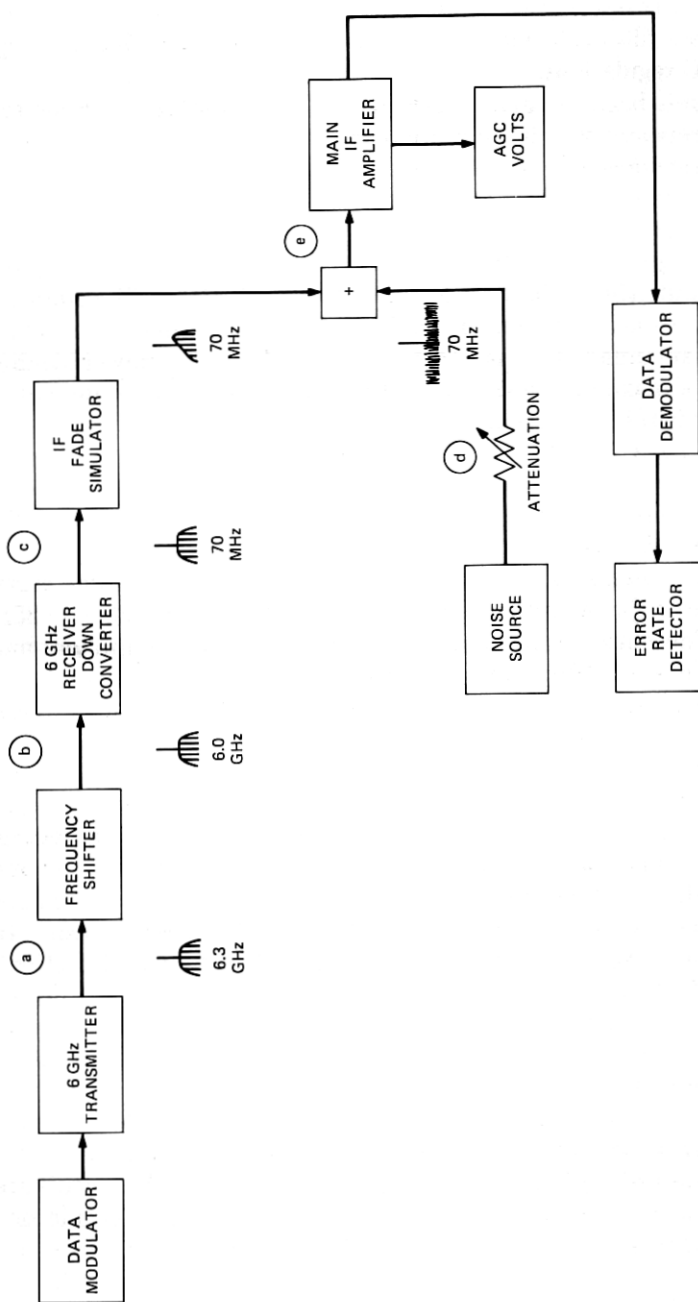 DATA
MODULATOR
6 GHz
TRANSMITTER
a
6.3
GHz
FREQUENCY
SHIFTER
b
6.0
GHz
6 GHz
RECEIVER
DOWN
CONVERTER
c
70
MHz
IF
FADE
SIMULATOR
70
MHz
+
e
MAIN
IF
AMPLIFIER
AGC
VOLTS
NOISE
SOURCE
d
ATTENUATION
70
MHz
DATA
DEMODULATOR
ERROR
RATE
DETECTOR